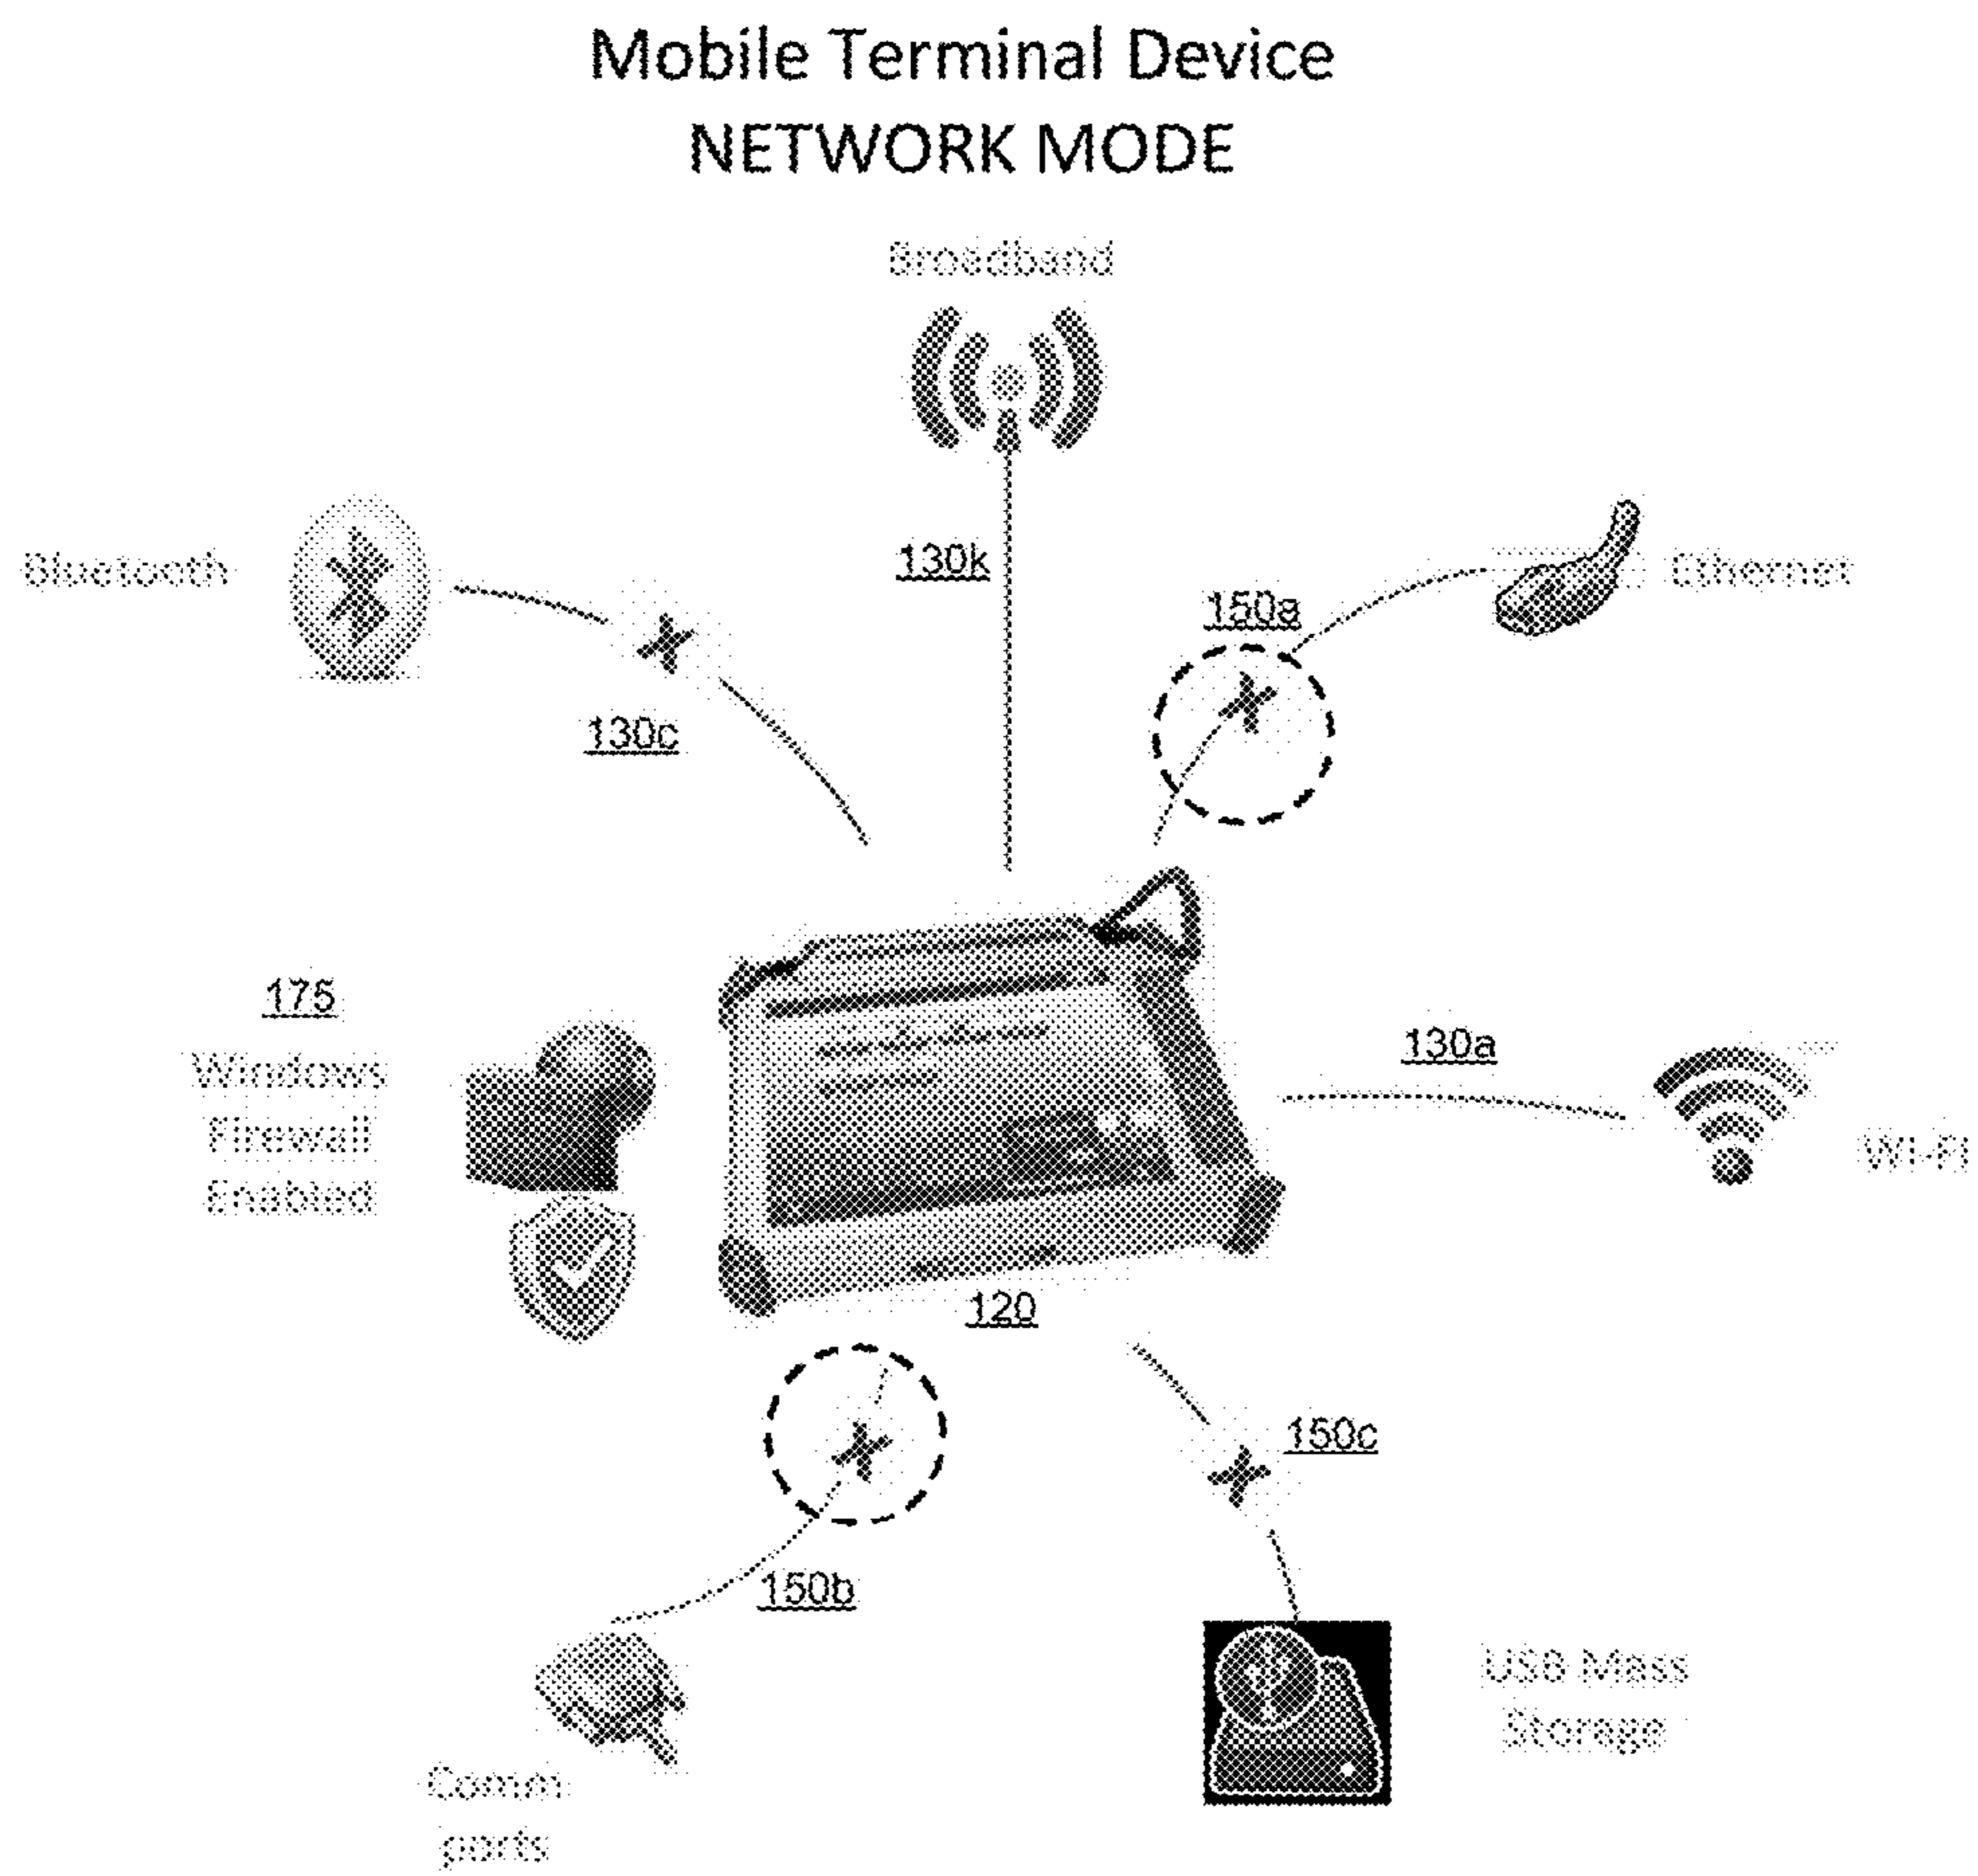 Mobile Terminal Device
NETWORK MODE
Broadband
Bluetooth
130k
150a
Ethernet
130c
175
Windows
Firewall
Enabled
130a
Wi-Fi
120
150c
150b
USB Mass
Storage
Comm
ports